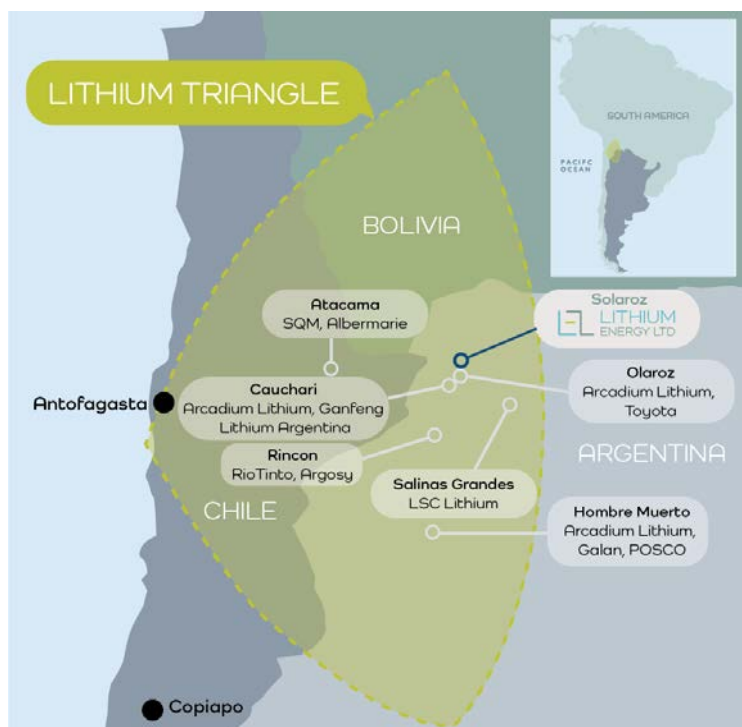 LITHIUM TRIANGLE
SOUTH AMERICA
PACIFC
OCEAN
BOLIVIA
Atacama
SQM, Albermarie
Solaroz
LEL LITHIUM
ENERGY LTD
Antofagasta
Cauchari
Arcadium Lithium, Ganfeng
Lithium Argentina
Olaroz
Arcadium Lithium,
Toyota
Rincon
RioTinto, Argosy
ARGENTINA
Salinas Grandes
LSC Lithium
CHILE
Hombre Muerto
Arcadium Lithium,
Galan, POSCO
Copiapo